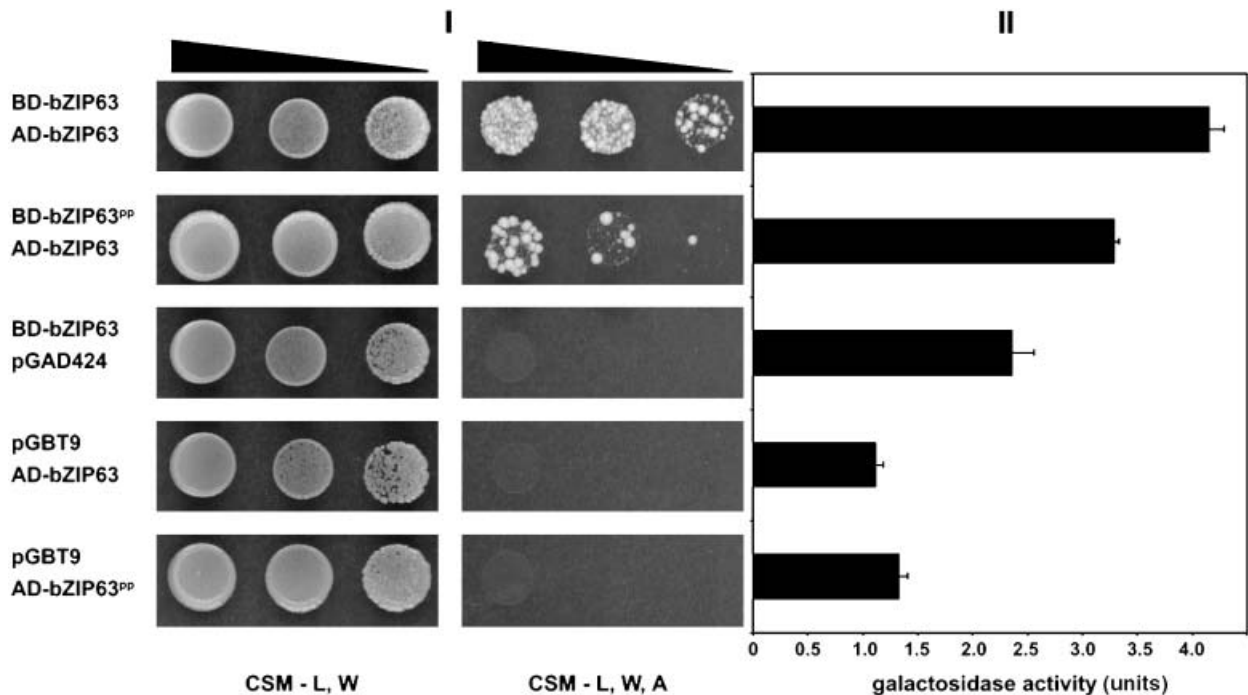 I
II
BD-bZIP63
AD-bZIP63
BD-bZIP63PP
AD-bZIP63
BD-bZIP63
pGAD424
pGBT9
AD-bZIP63
pGBT9
AD-bZIP63PP
0 0.5 1.0 1.5 2.0 2.5 3.0 3.5 4.0
CSM - L, W
CSM - L, W, A
galactosidase activity (units)